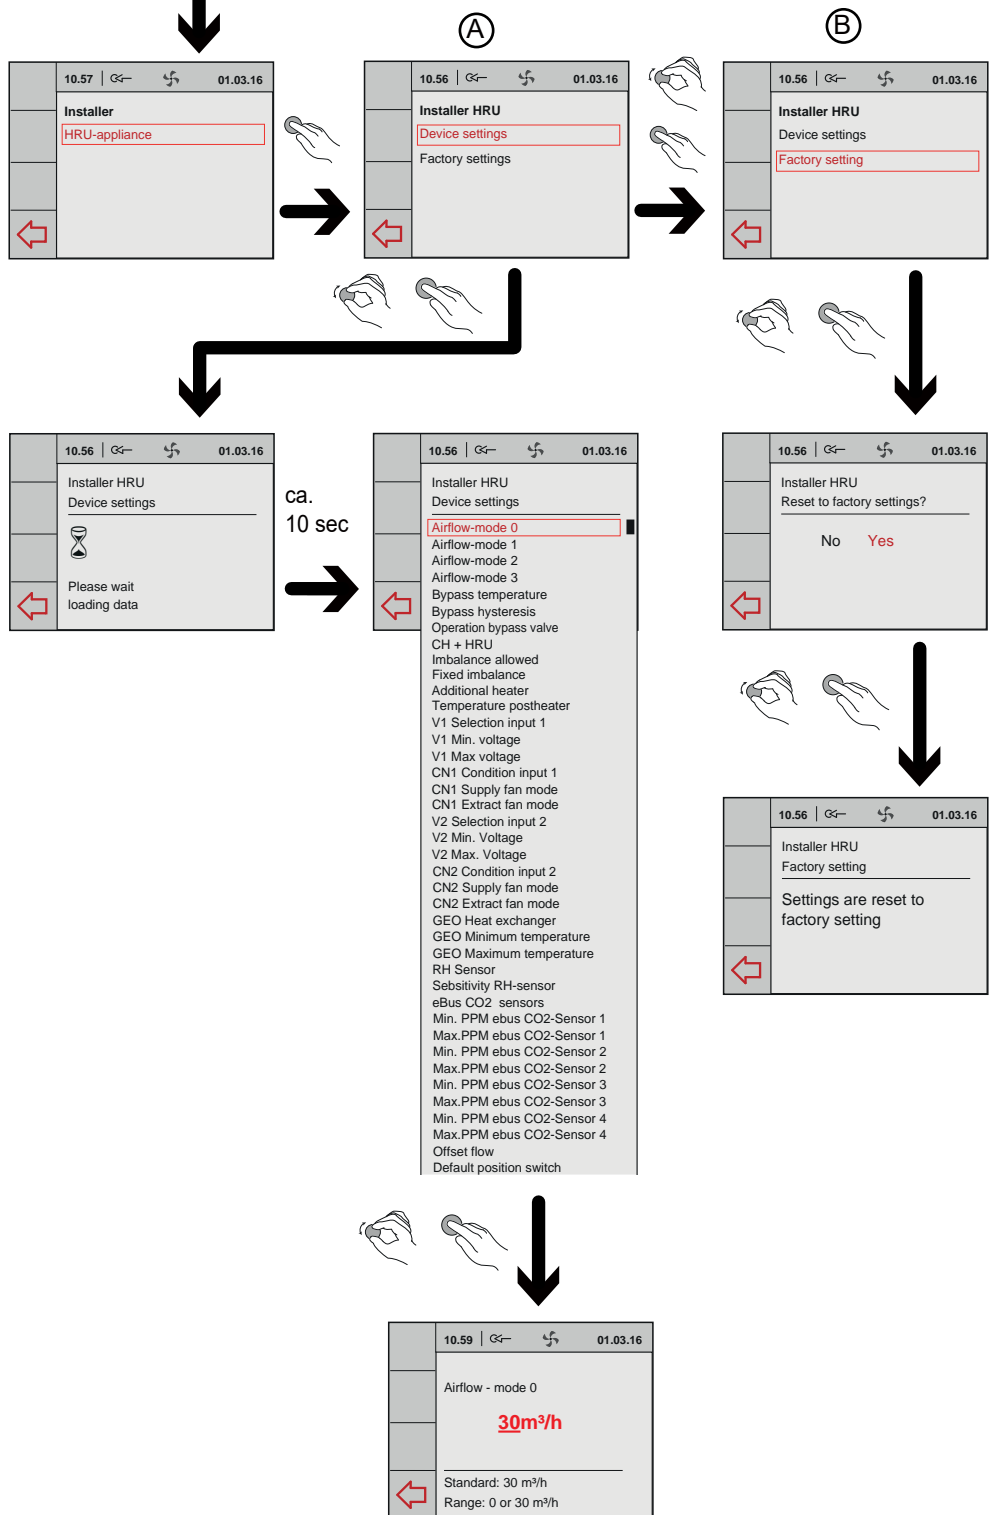 A
B
10.57 01.03.16
Installer
HRU-appliance
10.56 01.03.16
Installer HRU
Device settings
Factory settings
10.56 01.03.16
Installer HRU
Device settings
Factory setting
10.56 01.03.16
Installer HRU
Device settings
Please wait
loading data
ca.
10 sec
10.56 01.03.16
Installer HRU
Device settings
Airflow-mode 0
Airflow-mode 1
Airflow-mode 2
Airflow-mode 3
Bypass temperature
Bypass hysteresis
Operation bypass valve
CH + HRU
Imbalance allowed
Fixed imbalance
Additional heater
Temperature postheater
V1 Selection input 1
V1 Min. voltage
V1 Max voltage
CN1 Condition input 1
CN1 Supply fan mode
CN1 Extract fan mode
V2 Selection input 2
V2 Min. Voltage
V2 Max. Voltage
CN2 Condition input 2
CN2 Supply fan mode
CN2 Extract fan mode
GEO Heat exchanger
GEO Minimum temperature
GEO Maximum temperature
RH Sensor
Sebsitivity RH-sensor
eBus CO2 sensors
Min. PPM ebus CO2-Sensor 1
Max.PPM ebus CO2-Sensor 1
Min. PPM ebus CO2-Sensor 2
Max.PPM ebus CO2-Sensor 2
Min. PPM ebus CO2-Sensor 3
Max.PPM ebus CO2-Sensor 3
Min. PPM ebus CO2-Sensor 4
Max.PPM ebus CO2-Sensor 4
Offset flow
Default position switch
10.56 01.03.16
Installer HRU
Reset to factory settings?
No Yes
10.56 01.03.16
Installer HRU
Factory setting
Settings are reset to
factory setting
10.59 01.03.16
Airflow - mode 0
30m³/h
Standard: 30 m³/h
Range: 0 or 30 m³/h